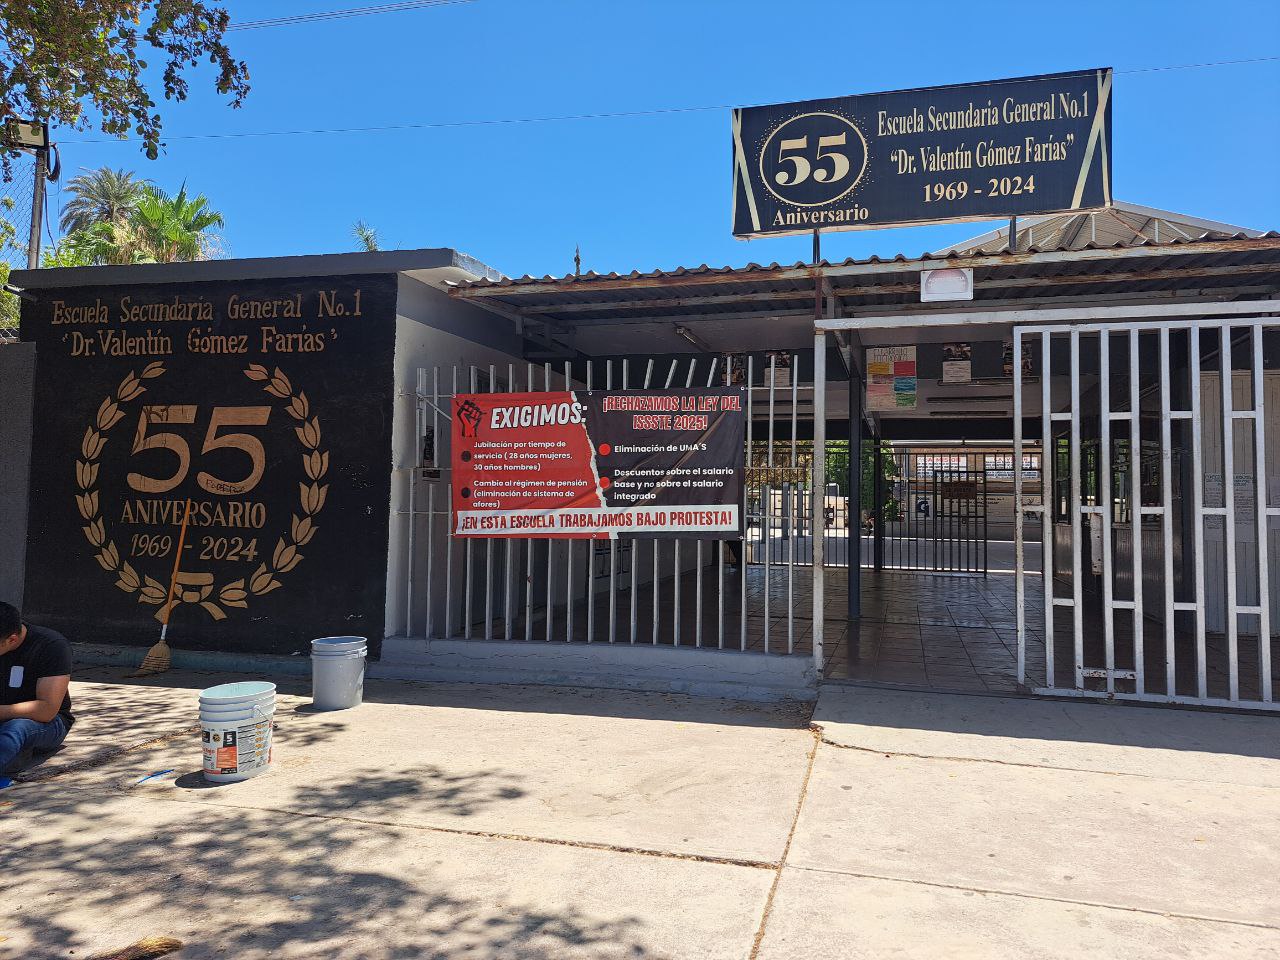 Escuela Secundaria General No.1
"Dr. Valentín Gómez Farías"
1969 - 2024
55
Aniversario
Escuela Secundaria General No.1
"Dr. Valentín Gómez Farías"
55
ANIVERSARIO
1969 - 2024
EXIGIMOS:
Jubilación por tiempo de
servicio ( 28 años mujeres,
30 años hombres)
Cambio al régimen de pensión
(eliminación de sistema de
afores)
¡RECHAZAMOS LA LEY DEL
ISSSTE 2025!
Eliminación de UMA´S
Descuentos sobre el salario
base y no sobre el salario
integrado
¡EN ESTA ESCUELA TRABAJAMOS BAJO PROTESTA!
5